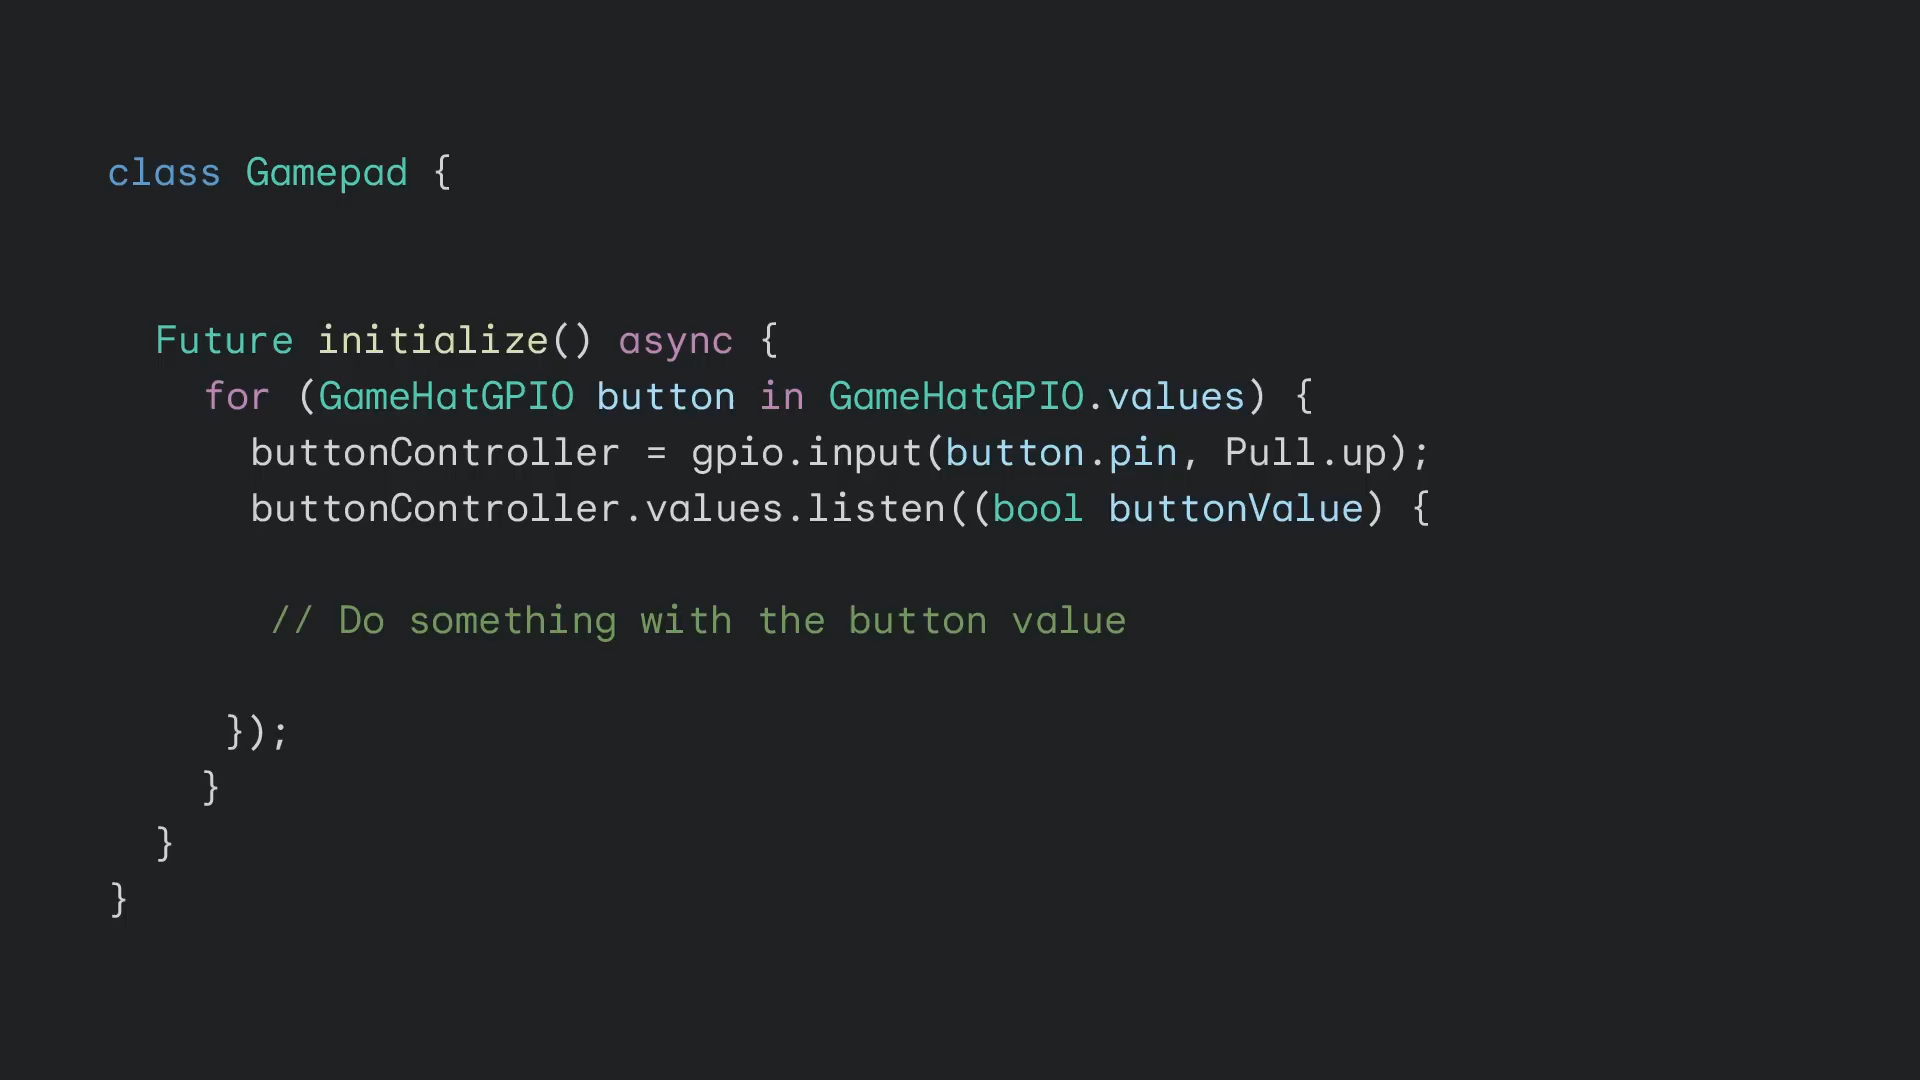 class Gamepad {
Future initialize() async {
for (GameHatGPIO button in GameHatGPIO.values) {
buttonController = gpio.input(button.pin, Pull.up);
buttonController.values.listen((bool buttonValue) {
// Do something with the button value
});
}
}
}